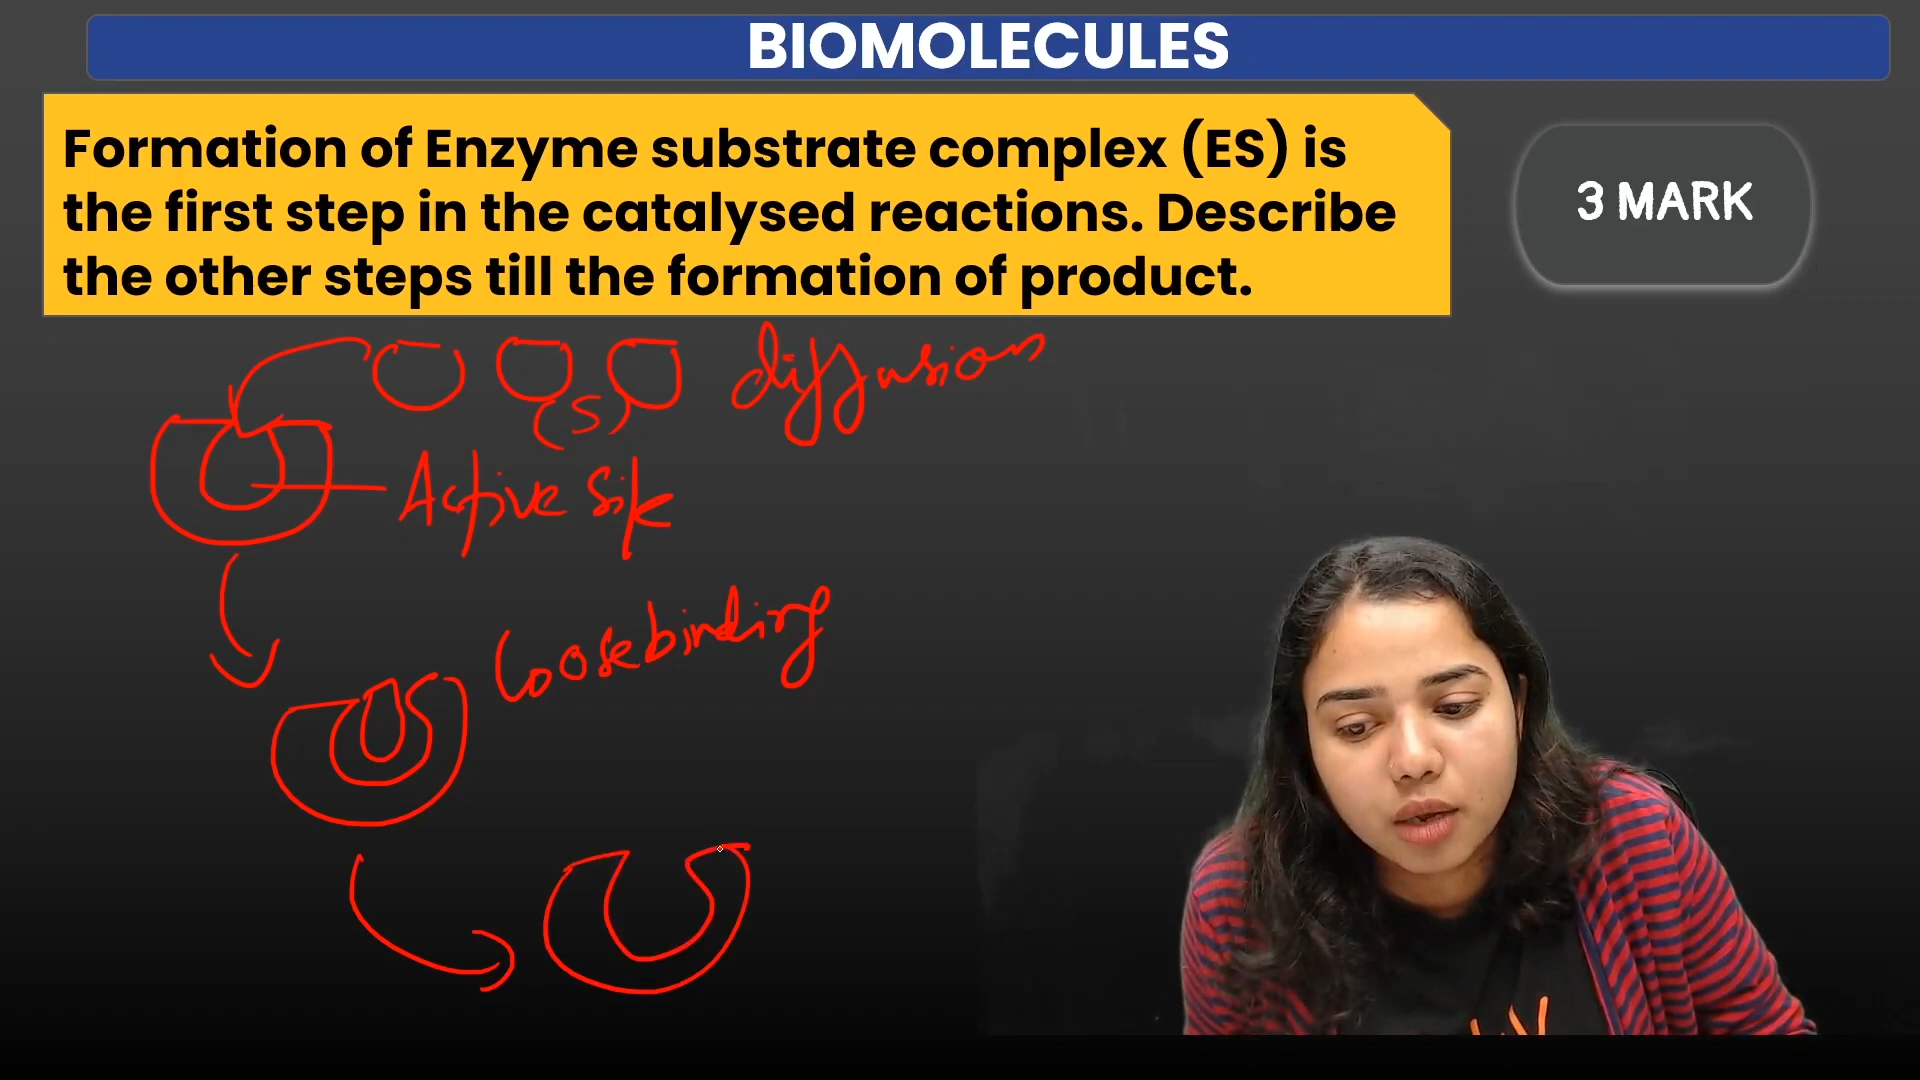 BIOMOLECULES
Formation of Enzyme substrate complex (ES) is
the first step in the catalysed reactions. Describe
the other steps till the formation of product.
3 MARK
diffusion
(S)
Active Site
Loose binding